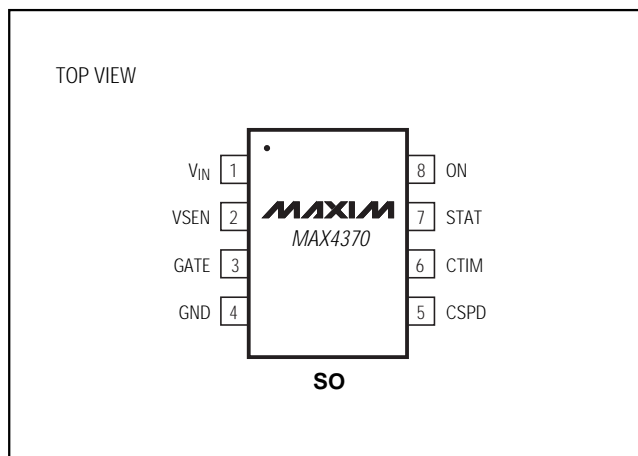 TOP VIEW
VIN 1
VSEN 2
GATE 3
GND 4
MAXIM
MAX4370
8 ON
7 STAT
6 CTIM
5 CSPD
SO